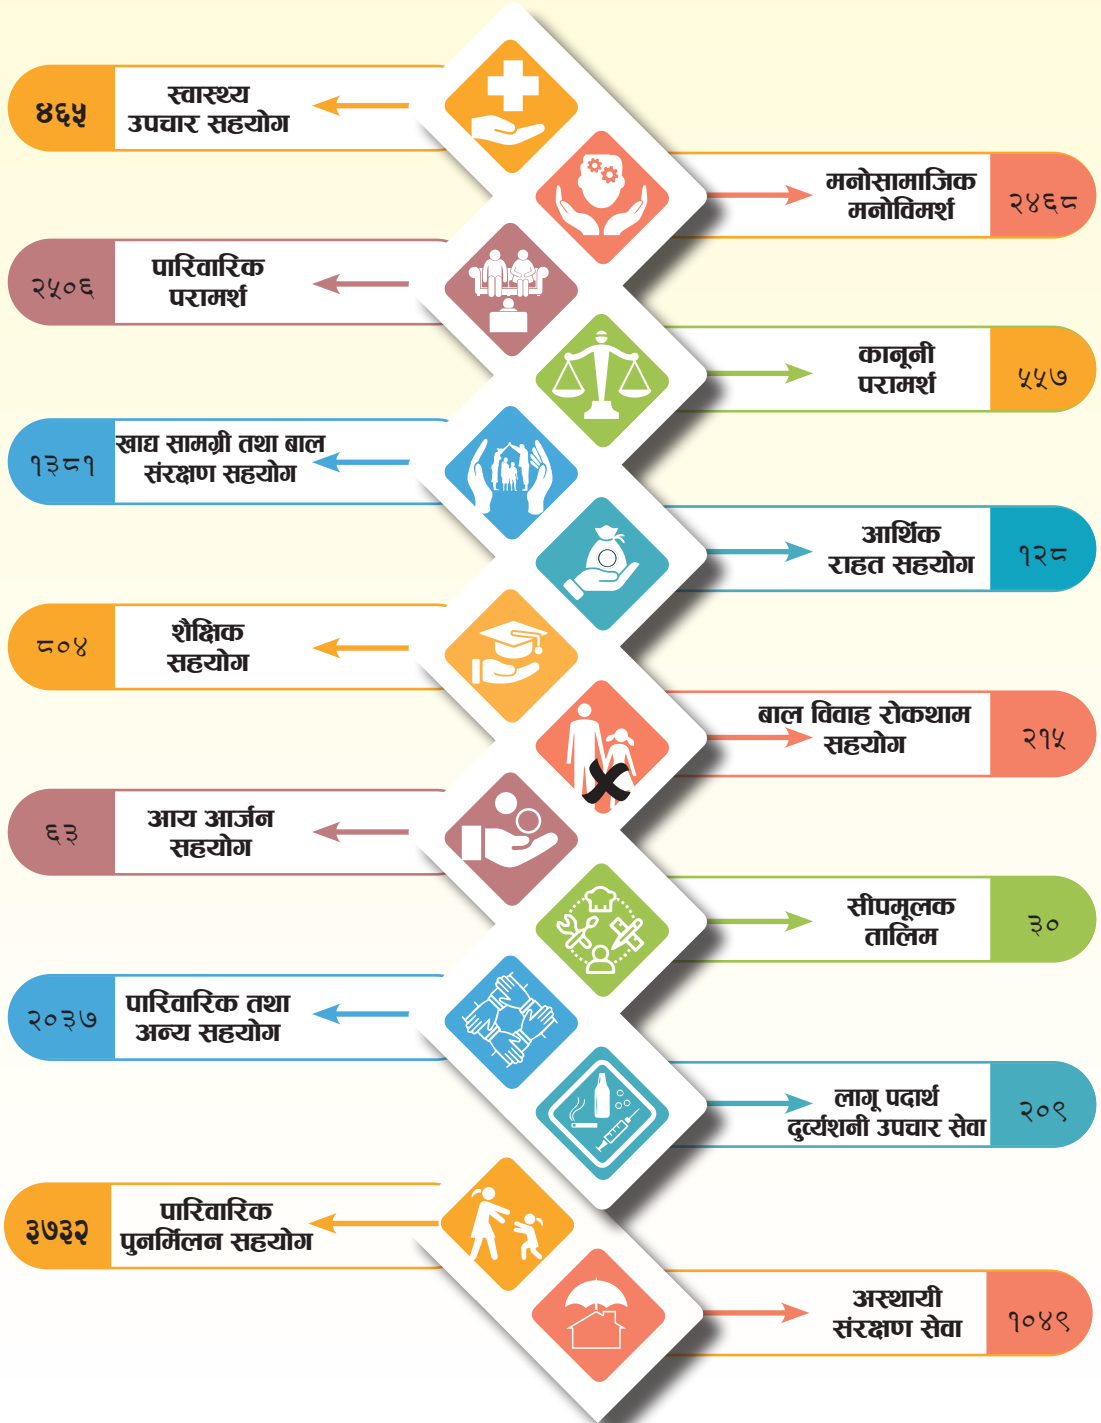 ४६५
स्वास्थ्य
उपचार सहयोग
मनोसामाजिक
मनोविमर्श
२४६८
२५०६
पारिवारिक
परामर्श
कानूनी
परामर्श
५५७
१३८१
खाद्य सामग्री तथा बाल
संरक्षण सहयोग
आर्थिक
राहत सहयोग
१२८
८०४
शैक्षिक
सहयोग
बाल विवाह रोकथाम
सहयोग
२१५
६३
आय आर्जन
सहयोग
सीपमूलक
तालिम
३०
२०३७
पारिवारिक तथा
अन्य सहयोग
लागू पदार्थ
दुर्व्यशनी उपचार सेवा
२०९
३७३२
पारिवारिक
पुनर्मिलन सहयोग
अस्थायी
संरक्षण सेवा
१०४९